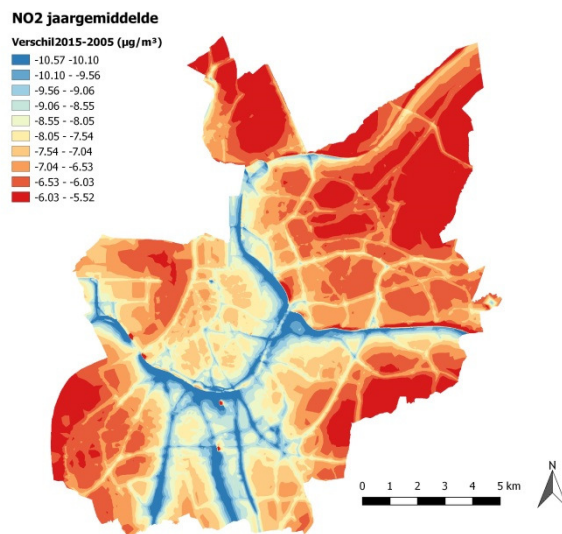 NO2 jaargemiddelde
Verschil2015-2005 (µg/m³)
-10.57 -10.10
-10.10 - -9.56
-9.56 - -9.06
-9.06 - -8.55
-8.55 - -8.05
-8.05 - -7.54
-7.54 - -7.04
-7.04 - -6.53
-6.53 - -6.03
-6.03 - -5.52
N
0 1 2 3 4 5 km